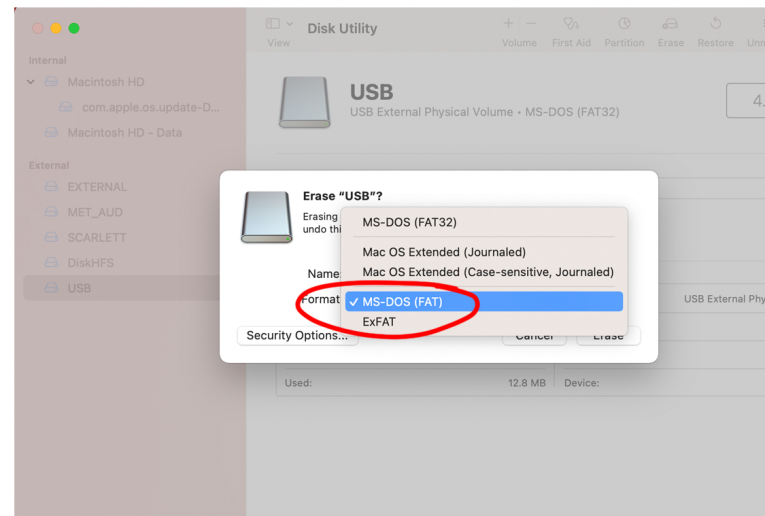 Disk Utility
View
Volume First Aid Partition Erase Restore
Internal
Macintosh HD
com.apple.os.update-D...
Macintosh HD - Data
External
EXTERNAL
MET_AUD
SCARLETT
DiskHFS
USB
USB
USB External Physical Volume • MS-DOS (FAT32)
4.
Erase “USB”?
Erasing
undo thi
MS-DOS (FAT32)
Mac OS Extended (Journaled)
Name
Mac OS Extended (Case-sensitive, Journaled)
Format
✓ MS-DOS (FAT)
ExFAT
Security Options...
Cancel
Erase
USB External Phy
Used:
12.8 MB
Device: